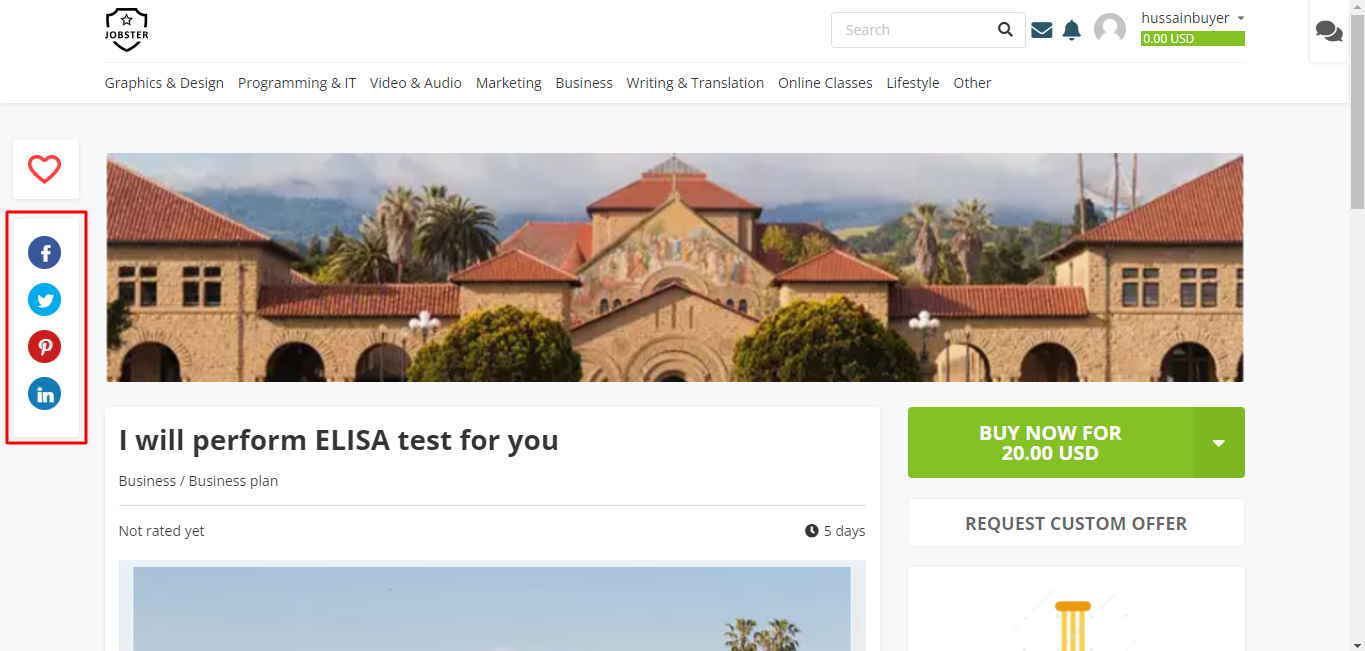 JOBSTER
Search
hussainbuyer
0.00 USD
Graphics & Design Programming & IT Video & Audio Marketing Business Writing & Translation Online Classes Lifestyle Other
I will perform ELISA test for you
Business / Business plan
Not rated yet
5 days
BUY NOW FOR
20.00 USD
REQUEST CUSTOM OFFER